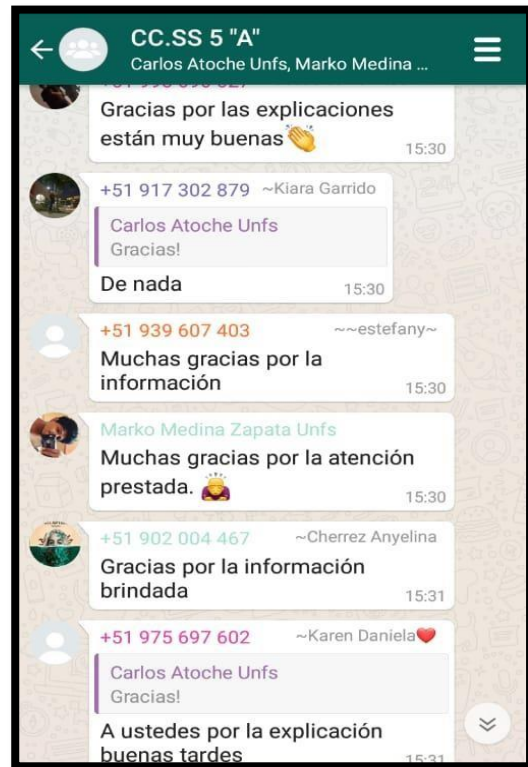 CC.SS 5 "A"
Carlos Atoche Unfs, Marko Medina ...
Gracias por las explicaciones
están muy buenas👏
15:30
+51 917 302 879 ~Kiara Garrido
Carlos Atoche Unfs
Gracias!
De nada
15:30
+51 939 607 403 ~~estefany~
Muchas gracias por la
información
15:30
Marko Medina Zapata Unfs
Muchas gracias por la atención
prestada. 🙇
15:30
+51 902 004 467 ~Cherrez Anyelina
Gracias por la información
brindada
15:31
+51 975 697 602 ~Karen Daniela❤
Carlos Atoche Unfs
Gracias!
A ustedes por la explicación
buenas tardes
15:31